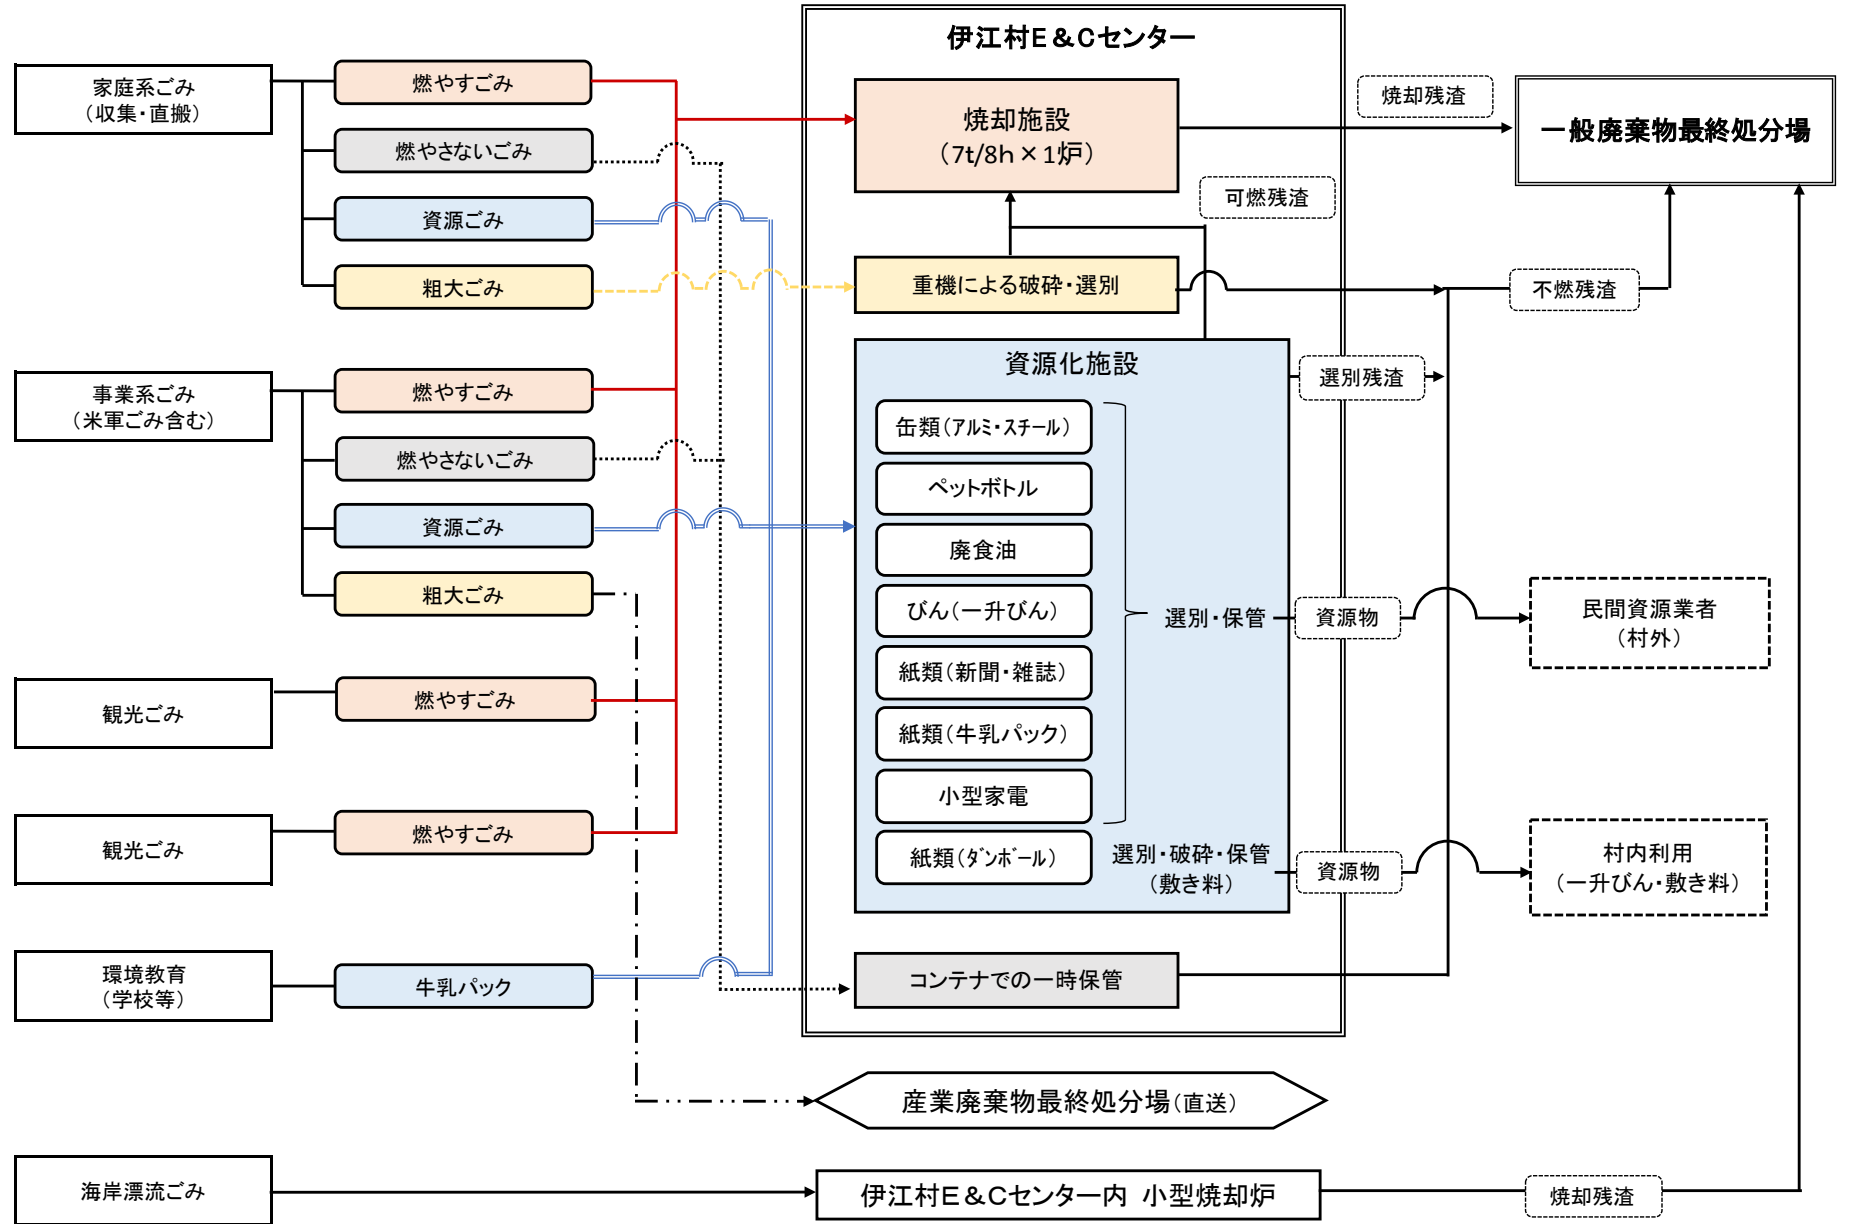 伊江村E&Cセンター
家庭系ごみ
（収集・直搬）
燃やすごみ
燃やさないごみ
資源ごみ
粗大ごみ
事業系ごみ
（米軍ごみ含む）
燃やすごみ
燃やさないごみ
資源ごみ
粗大ごみ
観光ごみ
燃やすごみ
観光ごみ
燃やすごみ
環境教育
（学校等）
牛乳パック
海岸漂流ごみ
焼却施設
（7t/8h×1炉）
可燃残渣
重機による破砕・選別
資源化施設
缶類（ｱﾙﾐ・ｽﾁｰﾙ）
ペットボトル
廃食油
びん（一升びん）
紙類（新聞・雑誌）
紙類（牛乳パック）
小型家電
紙類（ﾀﾞﾝﾎﾞｰﾙ）
選別・保管
選別・破砕・保管
（敷き料）
コンテナでの一時保管
産業廃棄物最終処分場（直送）
伊江村E&Cセンター内 小型焼却炉
焼却残渣
一般廃棄物最終処分場
不燃残渣
選別残渣
資源物
民間資源業者
（村外）
資源物
村内利用
（一升びん・敷き料）
焼却残渣